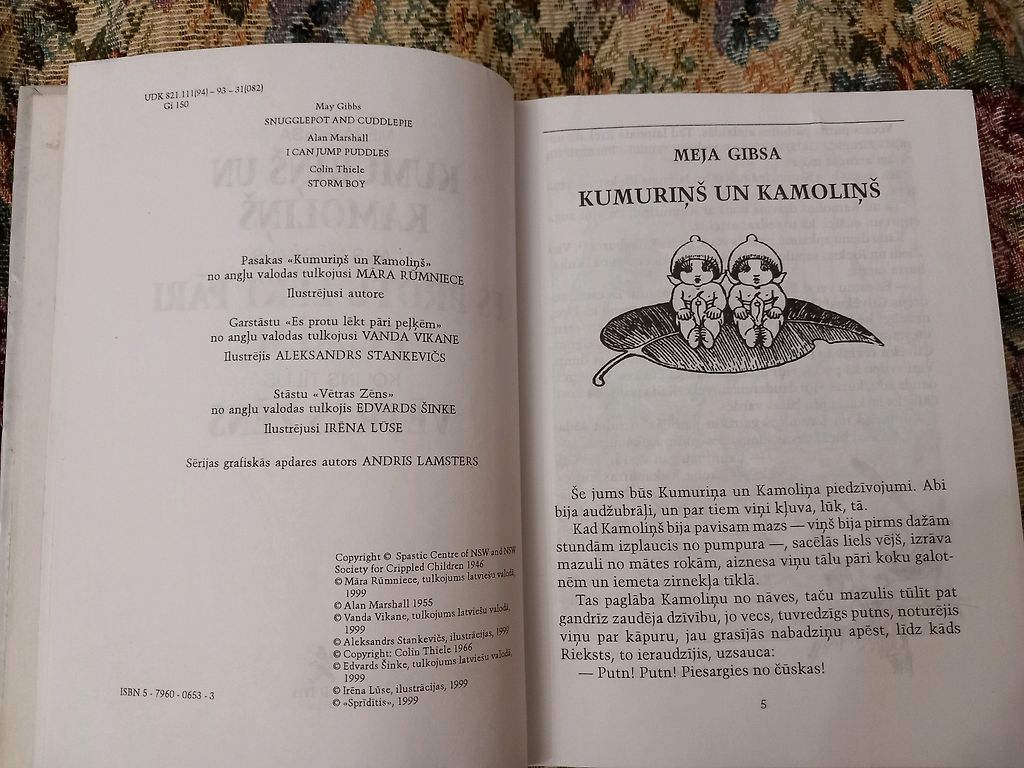 UDK 821.111(94) – 93 – 31(082)
Gi 150
May Gibbs
SNUGGLEPOT AND CUDDLEPIE
Alan Marshall
I CAN JUMP PUDDLES
Colin Thiele
STORM BOY
Pasakas «Kumuriņš un Kamoliņš»
no angļu valodas tulkojusi MĀRA RŪMNIECE
Ilustrējusi autore
Garstāstu «Es protu lēkt pāri peļķēm»
no angļu valodas tulkojusi VANDA VIKANE
Ilustrējis ALEKSANDRS STANKEVIČS
Stāstu «Vētras Zēns»
no angļu valodas tulkojis EDVARDS ŠINKE
Ilustrējusi IRĒNA LŪSE
Sērijas grafiskās apdares autors ANDRIS LAMSTERS
Copyright © Spastic Centre of NSW and NSW
Society for Crippled Children 1946
© Māra Rūmniece, tulkojums latviešu valodā,
1999
© Alan Marshall 1955
© Vanda Vikane, tulkojums latviešu valodā,
1999
© Aleksandrs Stankevičs, ilustrācijas, 1999
© Copyright: Colin Thiele 1966
© Edvards Šinke, tulkojums latviešu valodā,
1999
© Irēna Lūse, ilustrācijas, 1999
© «Sprīdītis», 1999
ISBN 5 - 7960 - 0653 - 3
MEJA GIBSA
KUMURIŅŠ UN KAMOLIŅŠ
Še jums būs Kumuriņa un Kamoliņa piedzīvojumi. Abi
bija audžubrāļi, un par tiem viņi kļuva, lūk, tā.
Kad Kamoliņš bija pavisam mazs — viņš bija pirms dažām
stundām izplaucis no pumpura —, sacēlās liels vējš, izrāva
mazuli no mātes rokām, aiznesa viņu tālu pāri koku galot-
nēm un iemeta zirnekļa tīklā.
Tas paglāba Kamoliņu no nāves, taču mazulis tūlīt pat
gandrīz zaudēja dzīvību, jo vecs, tuvredzīgs putns, noturējis
viņu par kāpuru, jau grasījās nabadziņu apēst, līdz kāds
Rieksts, to ieraudzījis, uzsauca:
— Putn! Putn! Piesargies no čūskas!
5